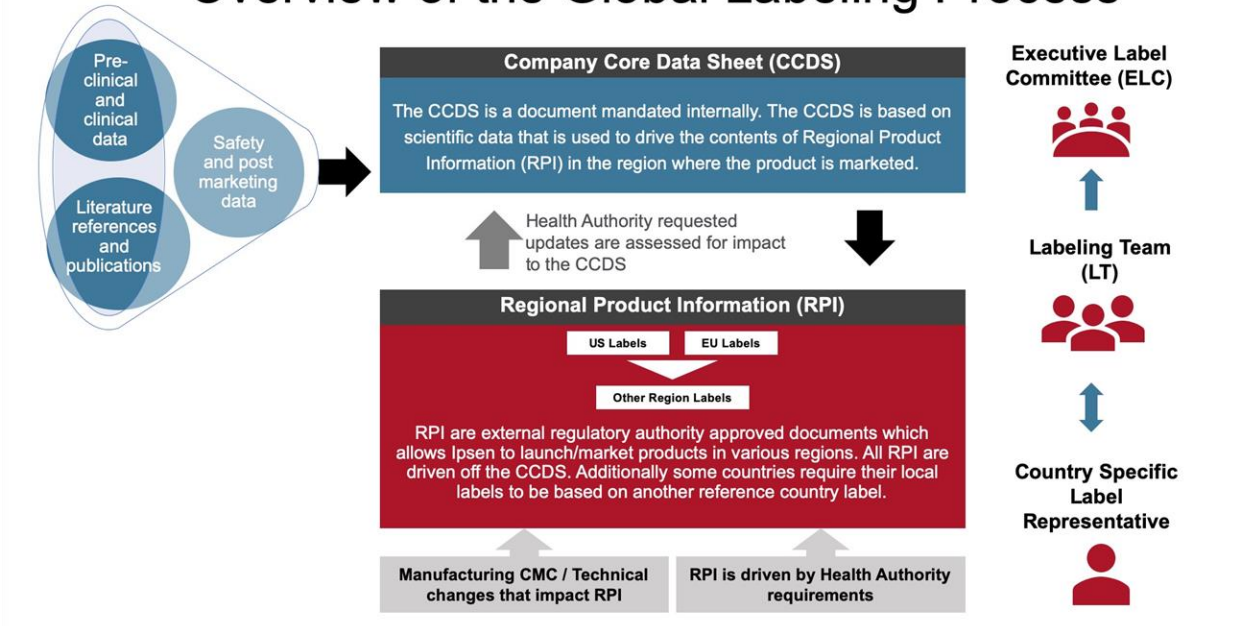 Overview of the Global Labeling Process
Pre-
clinical
and
clinical
data
Safety
and post
marketing
data
Literature
references
and
publications
Company Core Data Sheet (CCDS)
The CCDS is a document mandated internally. The CCDS is based on
scientific data that is used to drive the contents of Regional Product
Information (RPI) in the region where the product is marketed.
Health Authority requested
updates are assessed for impact
to the CCDS
Regional Product Information (RPI)
US Labels
EU Labels
Other Region Labels
RPI are external regulatory authority approved documents which
allows Ipsen to launch/market products in various regions. All RPI are
driven off the CCDS. Additionally some countries require their local
labels to be based on another reference country label.
Manufacturing CMC / Technical
changes that impact RPI
RPI is driven by Health Authority
requirements
Executive Label
Committee (ELC)
Labeling Team
(LT)
Country Specific
Label
Representative